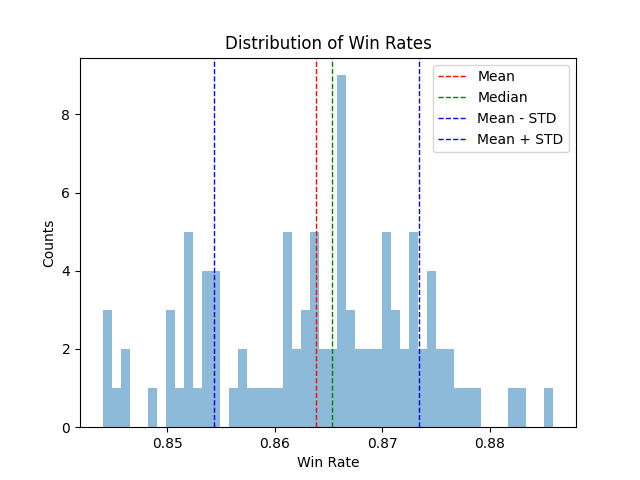 Distribution of Win Rates
Mean
Median
Mean - STD
Mean + STD
8
6
4
2
0
Counts
0.85 0.86 0.87 0.88
Win Rate